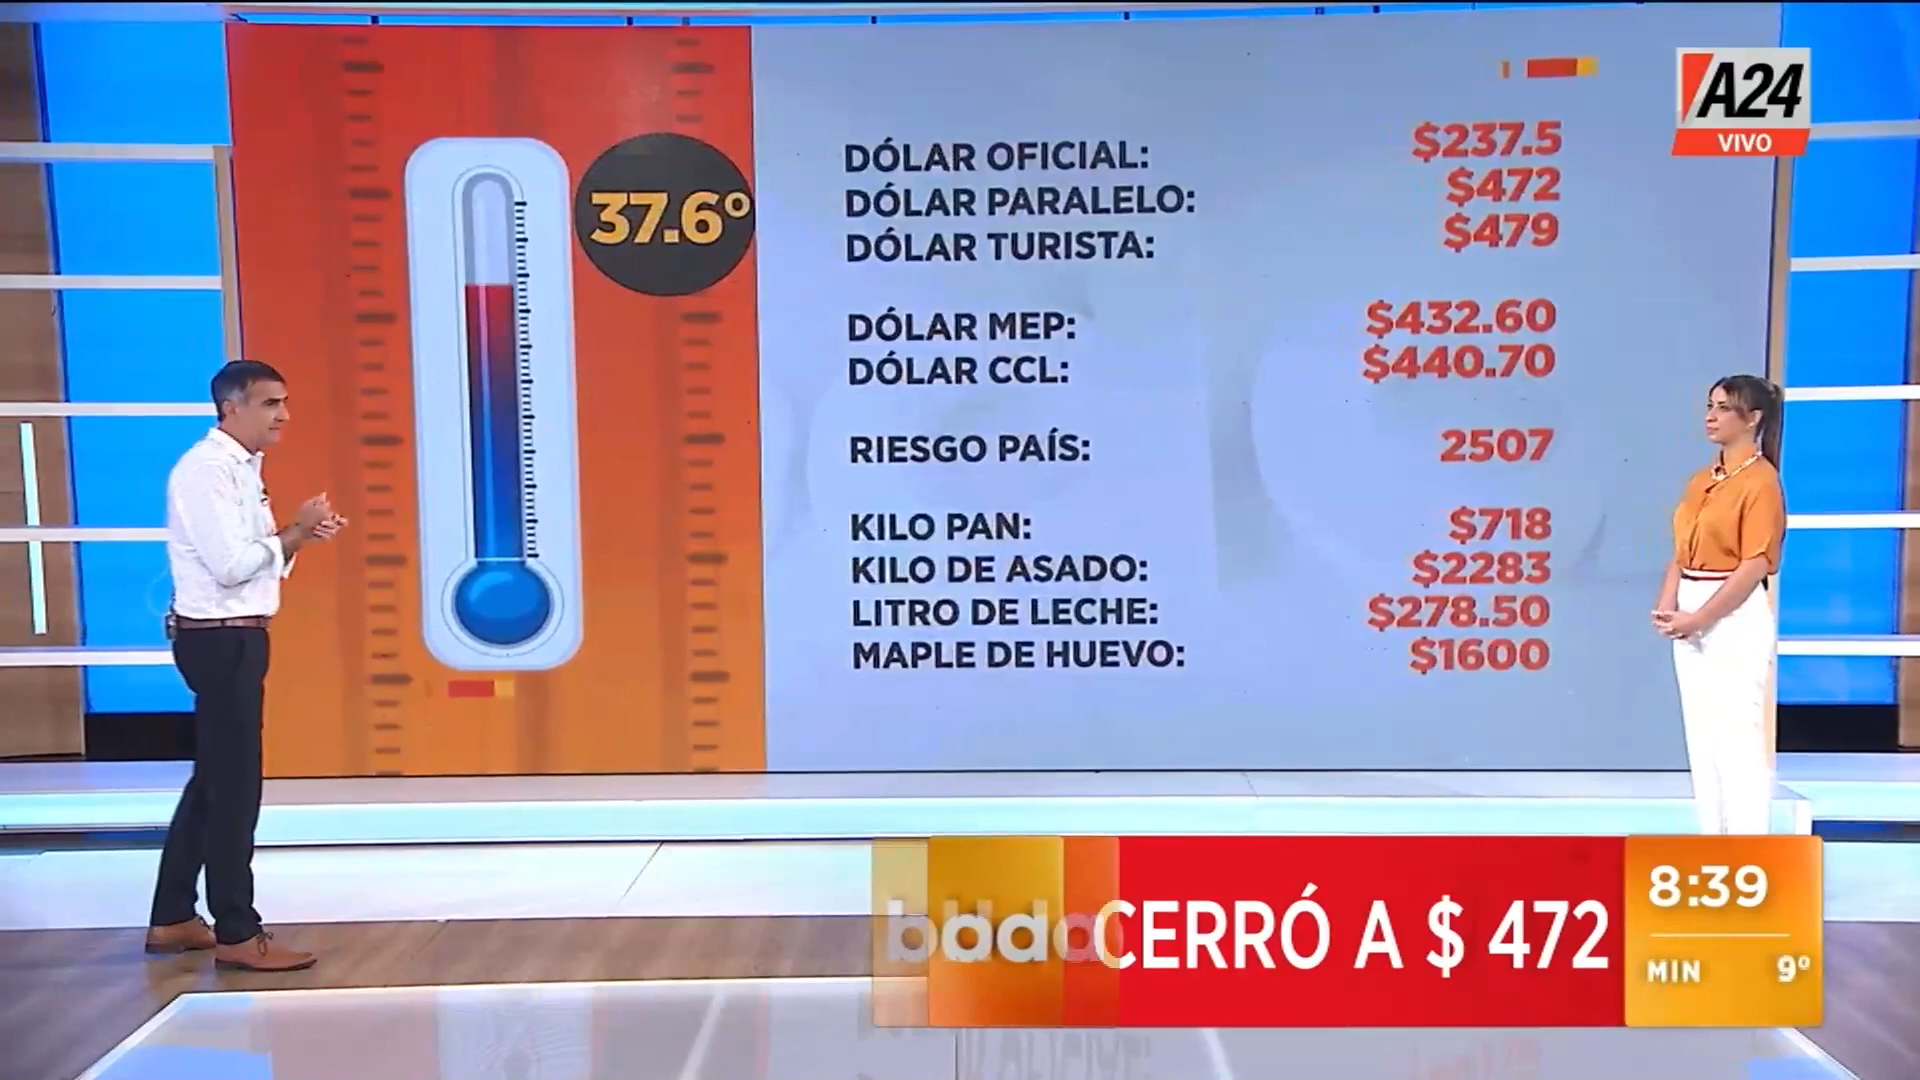 A24
VIVO
37.6°
DÓLAR OFICIAL: $237.5
DÓLAR PARALELO: $472
DÓLAR TURISTA: $479
DÓLAR MEP: $432.60
DÓLAR CCL: $440.70
RIESGO PAÍS: 2507
KILO PAN: $718
KILO DE ASADO: $2283
LITRO DE LECHE: $278.50
MAPLE DE HUEVO: $1600
CERRÓ A $ 472
8:39
MIN 9°